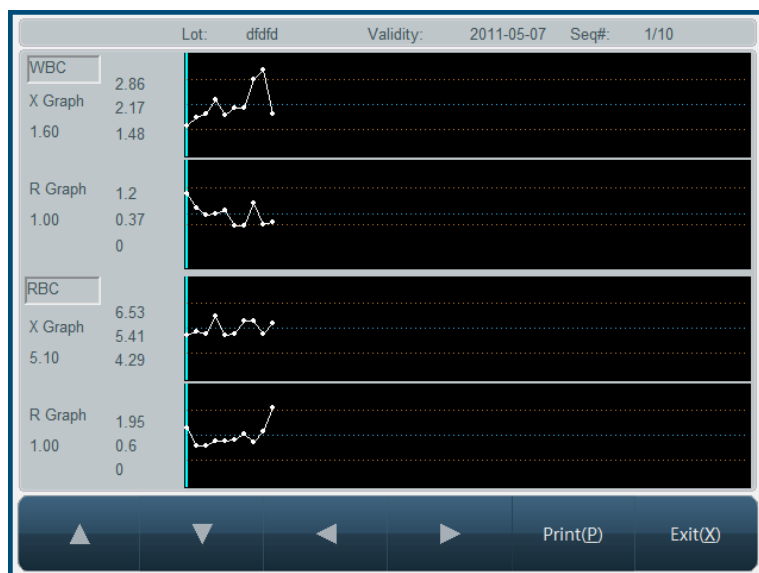 Lot: dfdfd Validity: 2011-05-07 Seq#: 1/10
WBC
2.86
X Graph 2.17
1.60 1.48
R Graph 1.2
1.00 0.37
0
RBC
6.53
X Graph 5.41
5.10 4.29
R Graph 1.95
1.00 0.6
0
Print(P) Exit(X)